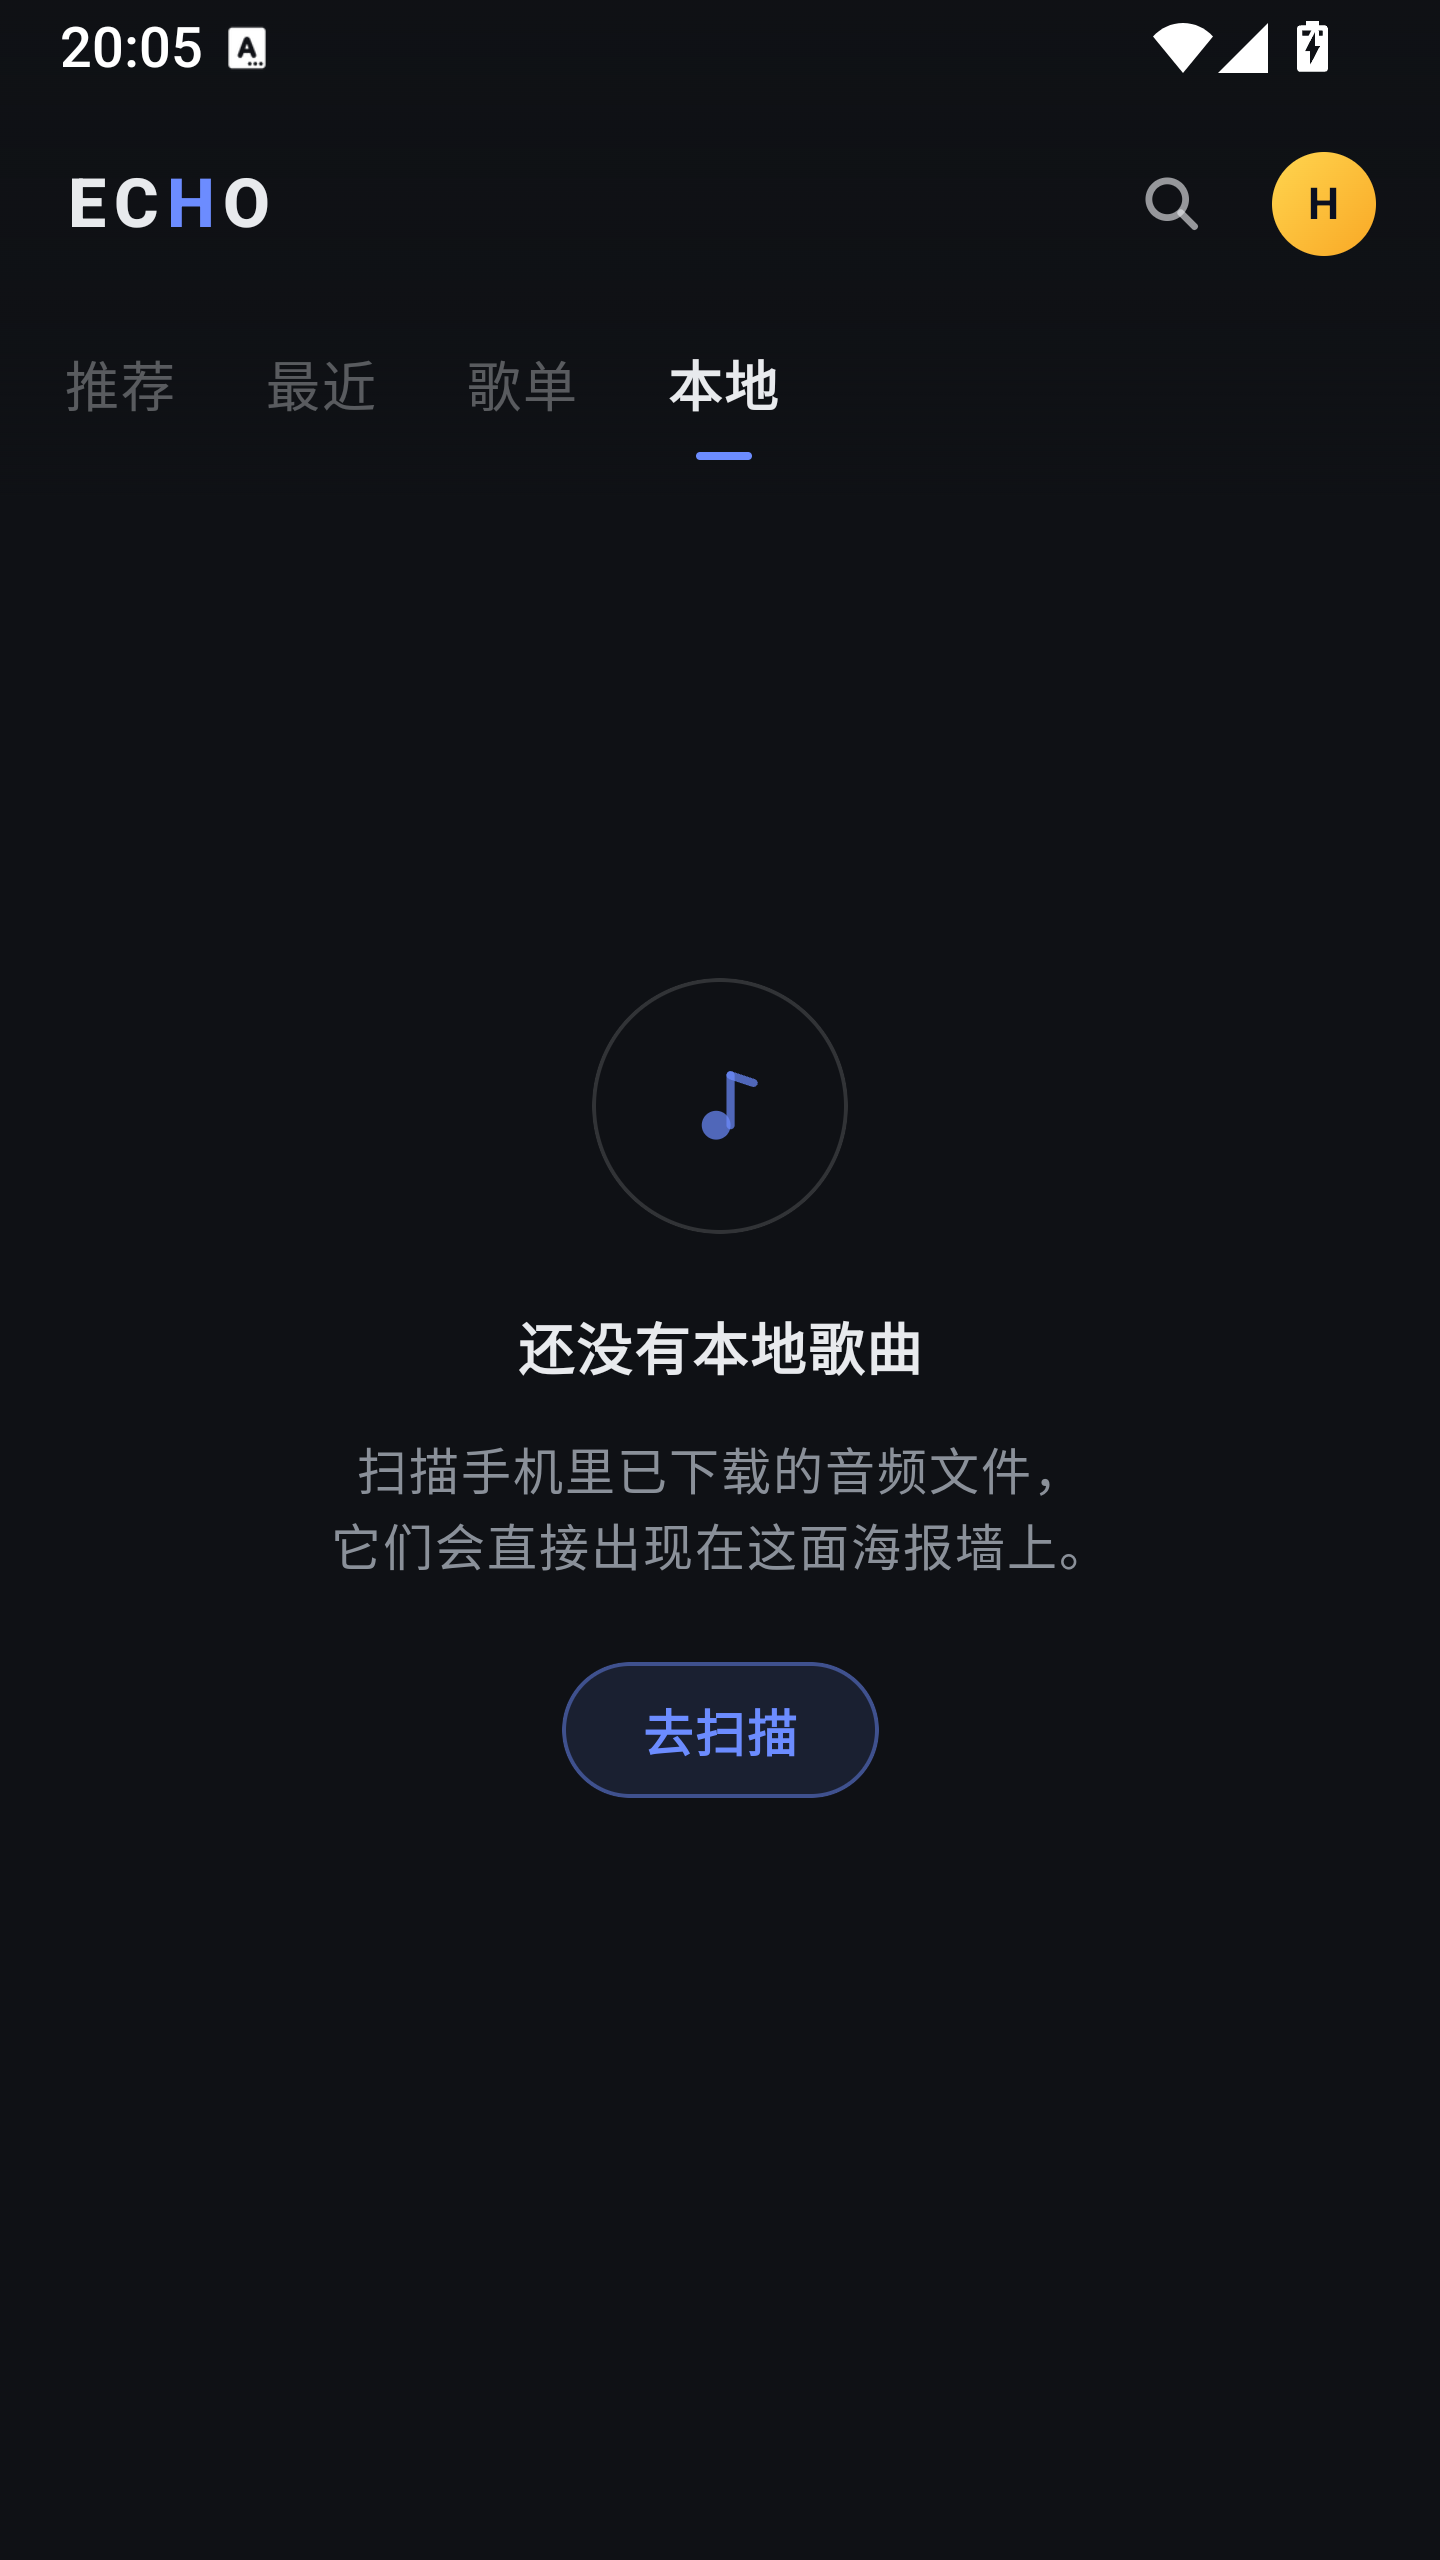 20:05 A
ECHO H
推荐 最近 歌单 本地
还没有本地歌曲
扫描手机里已下载的音频文件，
它们会直接出现在这面海报墙上。
去扫描